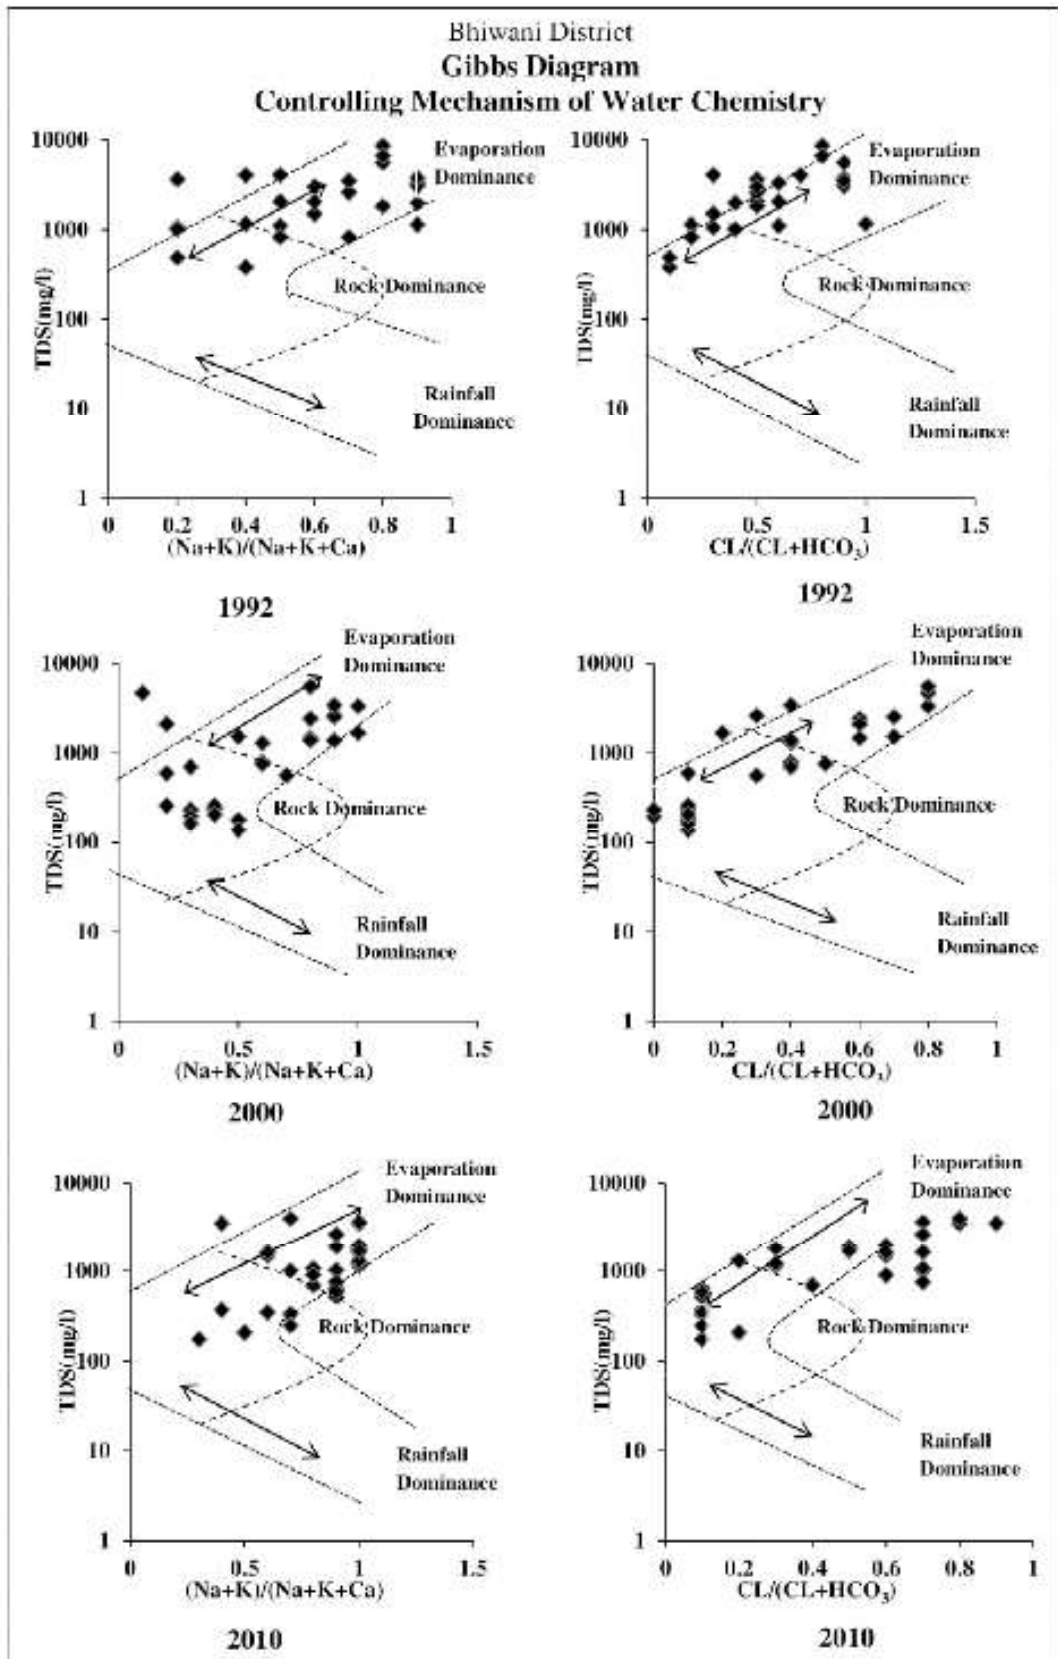 Bhiwani District
Gibbs Diagram
Controlling Mechanism of Water Chemistry
10000
1000
100
10
1
TDS(mg/l)
Evaporation
Dominance
Rock Dominance
Rainfall
Dominance
0 0.2 0.4 0.6 0.8 1
(Na+K)/(Na+K+Ca)
1992
10000
1000
100
10
1
TDS(mg/l)
Evaporation
Dominance
Rock Dominance
Rainfall
Dominance
0 0.5 1 1.5
CL/(CL+HCO₃)
1992
10000
1000
100
10
1
TDS(mg/l)
Evaporation
Dominance
Rock Dominance
Rainfall
Dominance
0 0.5 1 1.5
(Na+K)/(Na+K+Ca)
2000
10000
1000
100
10
1
TDS(mg/l)
Evaporation
Dominance
Rock Dominance
Rainfall
Dominance
0 0.2 0.4 0.6 0.8 1
CL/(CL+HCO₃)
2000
10000
1000
100
10
1
TDS(mg/l)
Evaporation
Dominance
Rock Dominance
Rainfall
Dominance
0 0.5 1 1.5
(Na+K)/(Na+K+Ca)
2010
10000
1000
100
10
1
TDS(mg/l)
Evaporation
Dominance
Rock Dominance
Rainfall
Dominance
0 0.2 0.4 0.6 0.8 1
CL/(CL+HCO₃)
2010